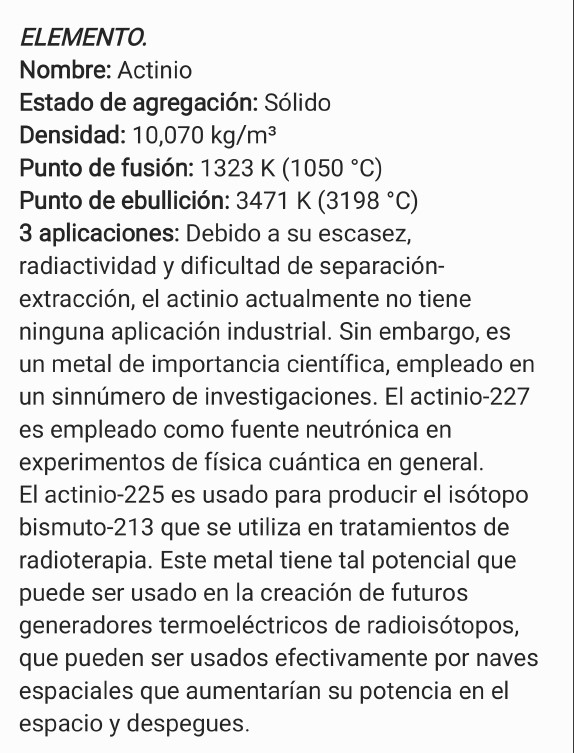 ELEMENTO.
Nombre: Actinio
Estado de agregación: Sólido
Densidad: 10,070 kg/m³
Punto de fusión: 1323 K (1050 °C)
Punto de ebullición: 3471 K (3198 °C)
3 aplicaciones: Debido a su escasez,
radiactividad y dificultad de separación-
extracción, el actinio actualmente no tiene
ninguna aplicación industrial. Sin embargo, es
un metal de importancia científica, empleado en
un sinnúmero de investigaciones. El actinio-227
es empleado como fuente neutrónica en
experimentos de física cuántica en general.
El actinio-225 es usado para producir el isótopo
bismuto-213 que se utiliza en tratamientos de
radioterapia. Este metal tiene tal potencial que
puede ser usado en la creación de futuros
generadores termoeléctricos de radioisótopos,
que pueden ser usados efectivamente por naves
espaciales que aumentarían su potencia en el
espacio y despegues.